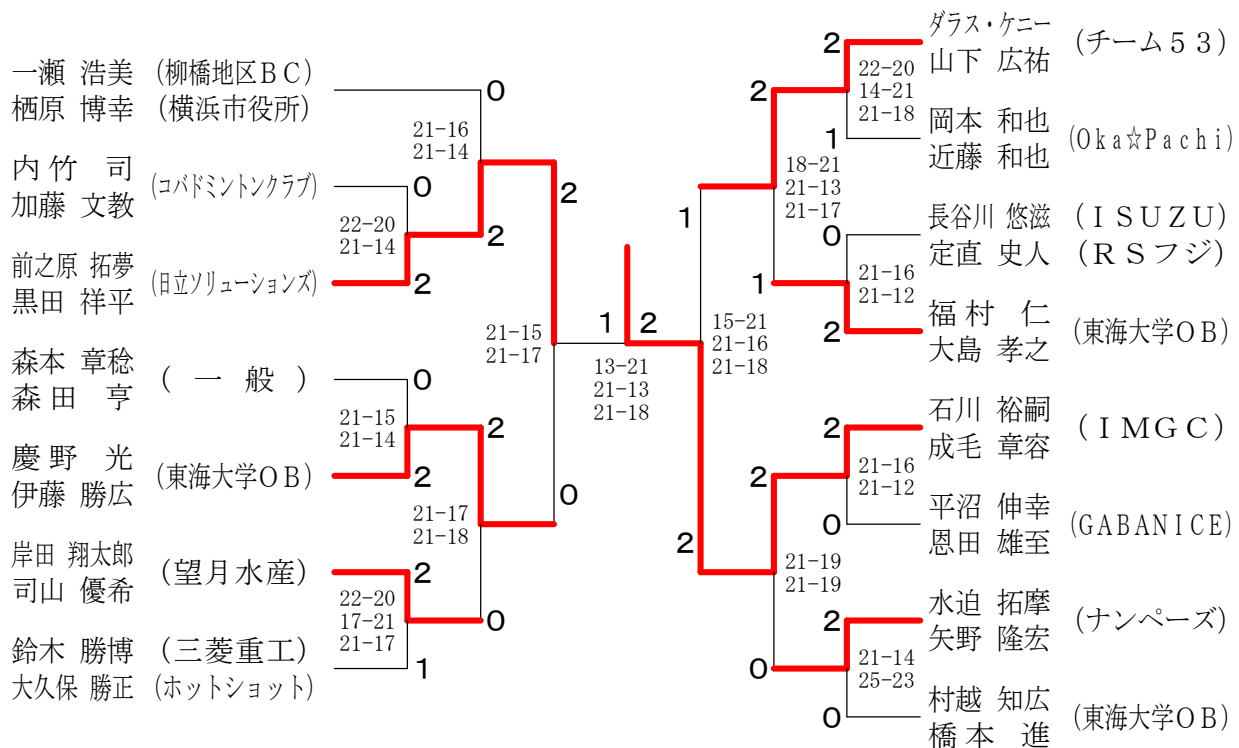 一瀬 浩美 (柳橋地区BC)
栖原 博幸 (横浜市役所)
0
21-16
21-14
内竹 司
加藤 文教
(コバドミントンクラブ)
0
22-20
21-14
2
2
前之原 拓夢
黒田 祥平
(日立ソリューションズ)
2
森本 章稔
森田 亨
(一般)
0
21-15
21-17
21-15
21-14
2
慶野 光
伊藤 勝広
(東海大学OB)
2
0
21-17
21-18
岸田 翔太郎
司山 優希
(望月水産)
2
22-20
17-21
21-17
0
鈴木 勝博 (三菱重工)
大久保 勝正 (ホットショット)
1
1
2
13-21
21-13
21-18
ダラス・ケニー
山下 広祐
(チーム53)
2
22-20
14-21
21-18
2
岡本 和也
近藤 和也
(Oka☆Pachi)
1
18-21
21-13
21-17
1
長谷川 悠滋 (ISUZU)
定直 史人 (RSフジ)
0
21-16
21-12
1
福村 仁
大島 孝之
(東海大学OB)
2
15-21
21-16
21-18
石川 裕嗣
成毛 章容
(IMGC)
2
21-16
21-12
2
平沼 伸幸
恩田 雄至
(GABANICE)
0
2
21-19
21-19
水迫 拓摩
矢野 隆宏
(ナンペーズ)
2
21-14
25-23
0
村越 知広
橋本 進
(東海大学OB)
0